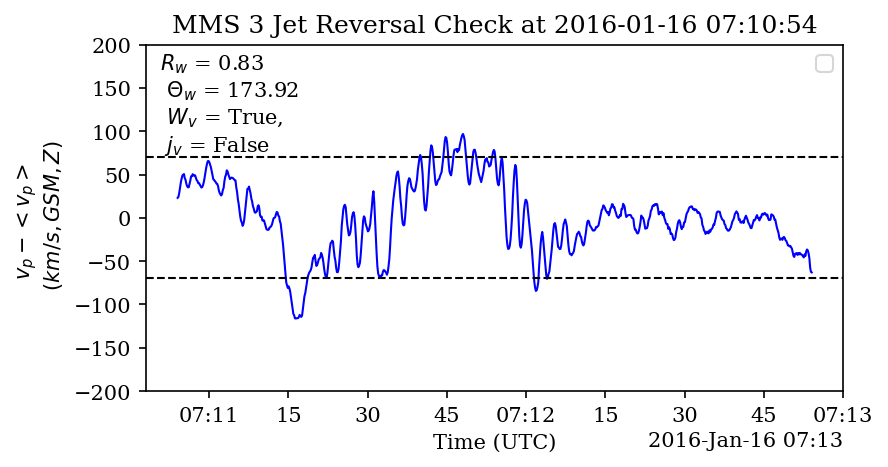 MMS 3 Jet Reversal Check at 2016-01-16 07:10:54
R_w = 0.83
Θ_w = 173.92
W_v = True,
j_v = False
v_p − < v_p >
(km/s, GSM, Z)
200
150
100
50
0
−50
−100
−150
−200
07:11 15 30 45 07:12 15 30 45 07:13
Time (UTC) 2016-Jan-16 07:13